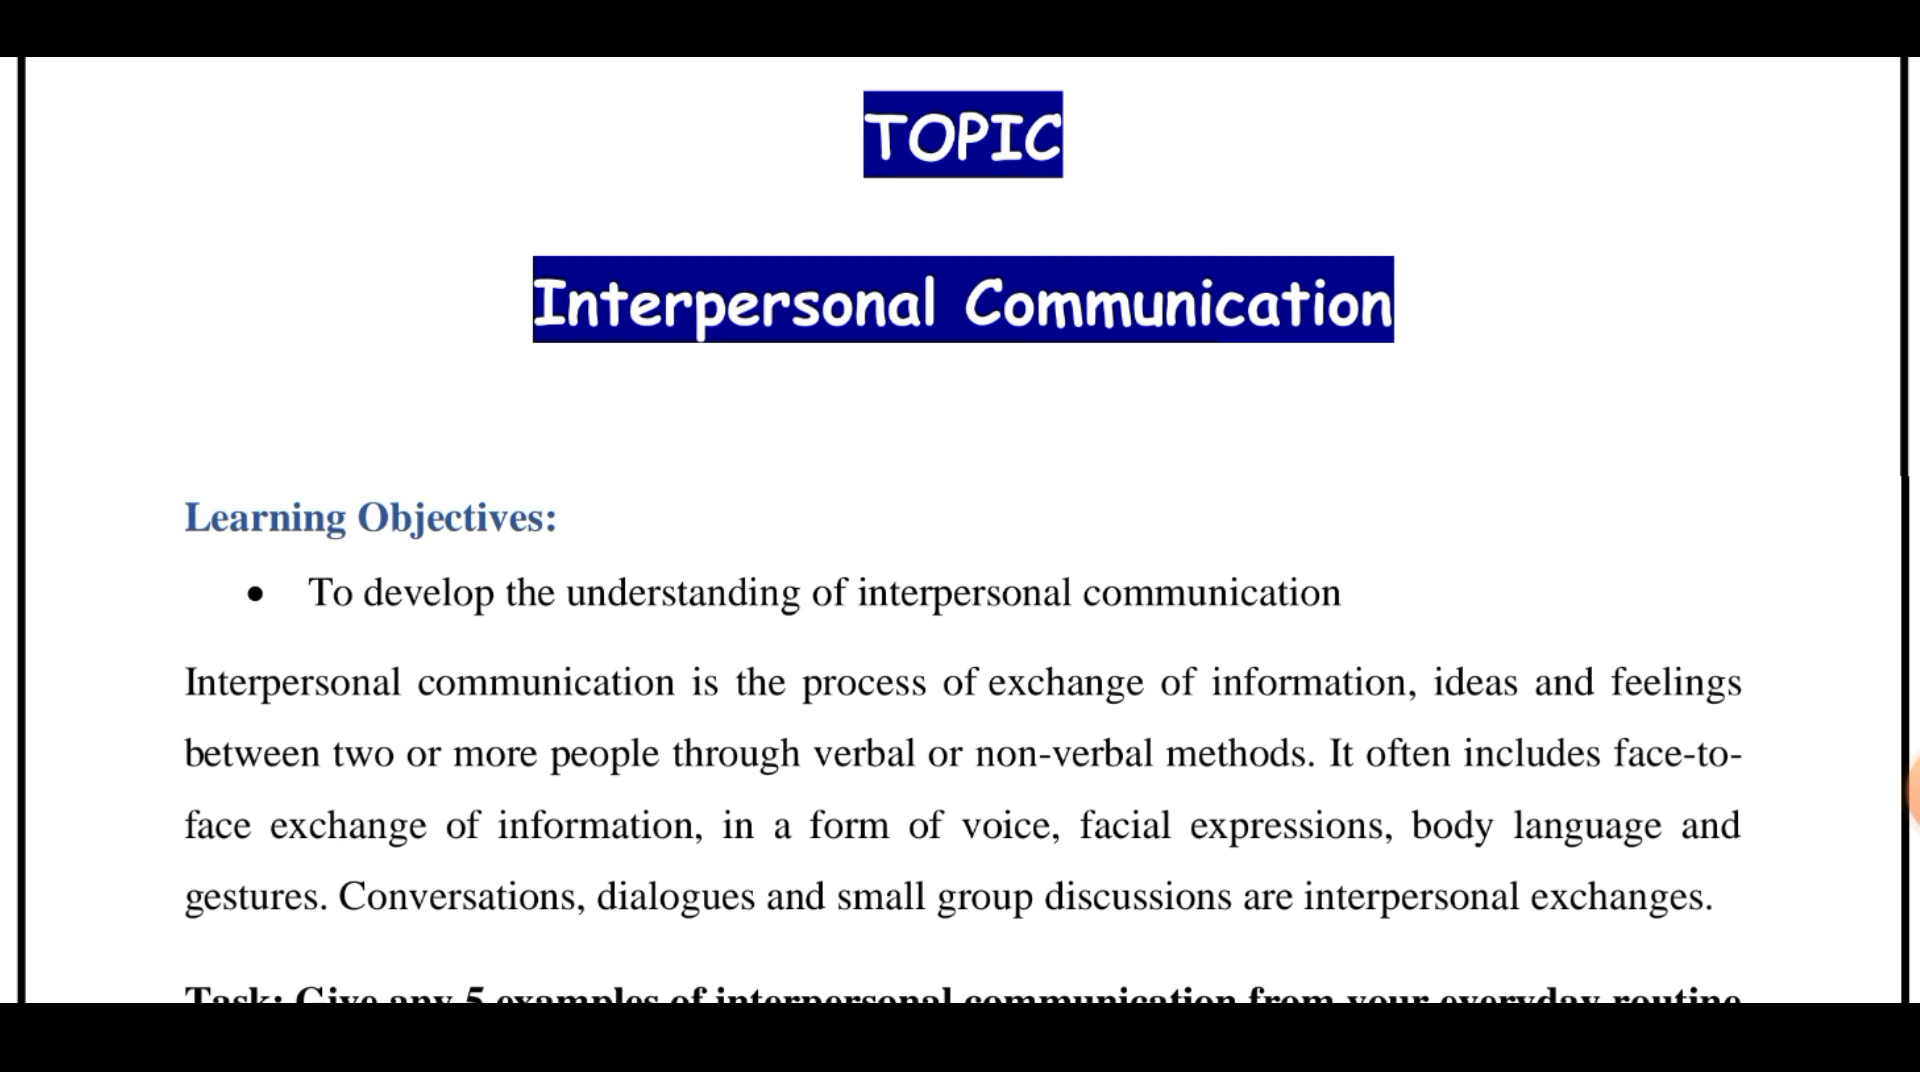 TOPIC
Interpersonal Communication
Learning Objectives:
• To develop the understanding of interpersonal communication
Interpersonal communication is the process of exchange of information, ideas and feelings
between two or more people through verbal or non-verbal methods. It often includes face-to-
face exchange of information, in a form of voice, facial expressions, body language and
gestures. Conversations, dialogues and small group discussions are interpersonal exchanges.
Task: Give any 5 examples of interpersonal communication from your everyday routine